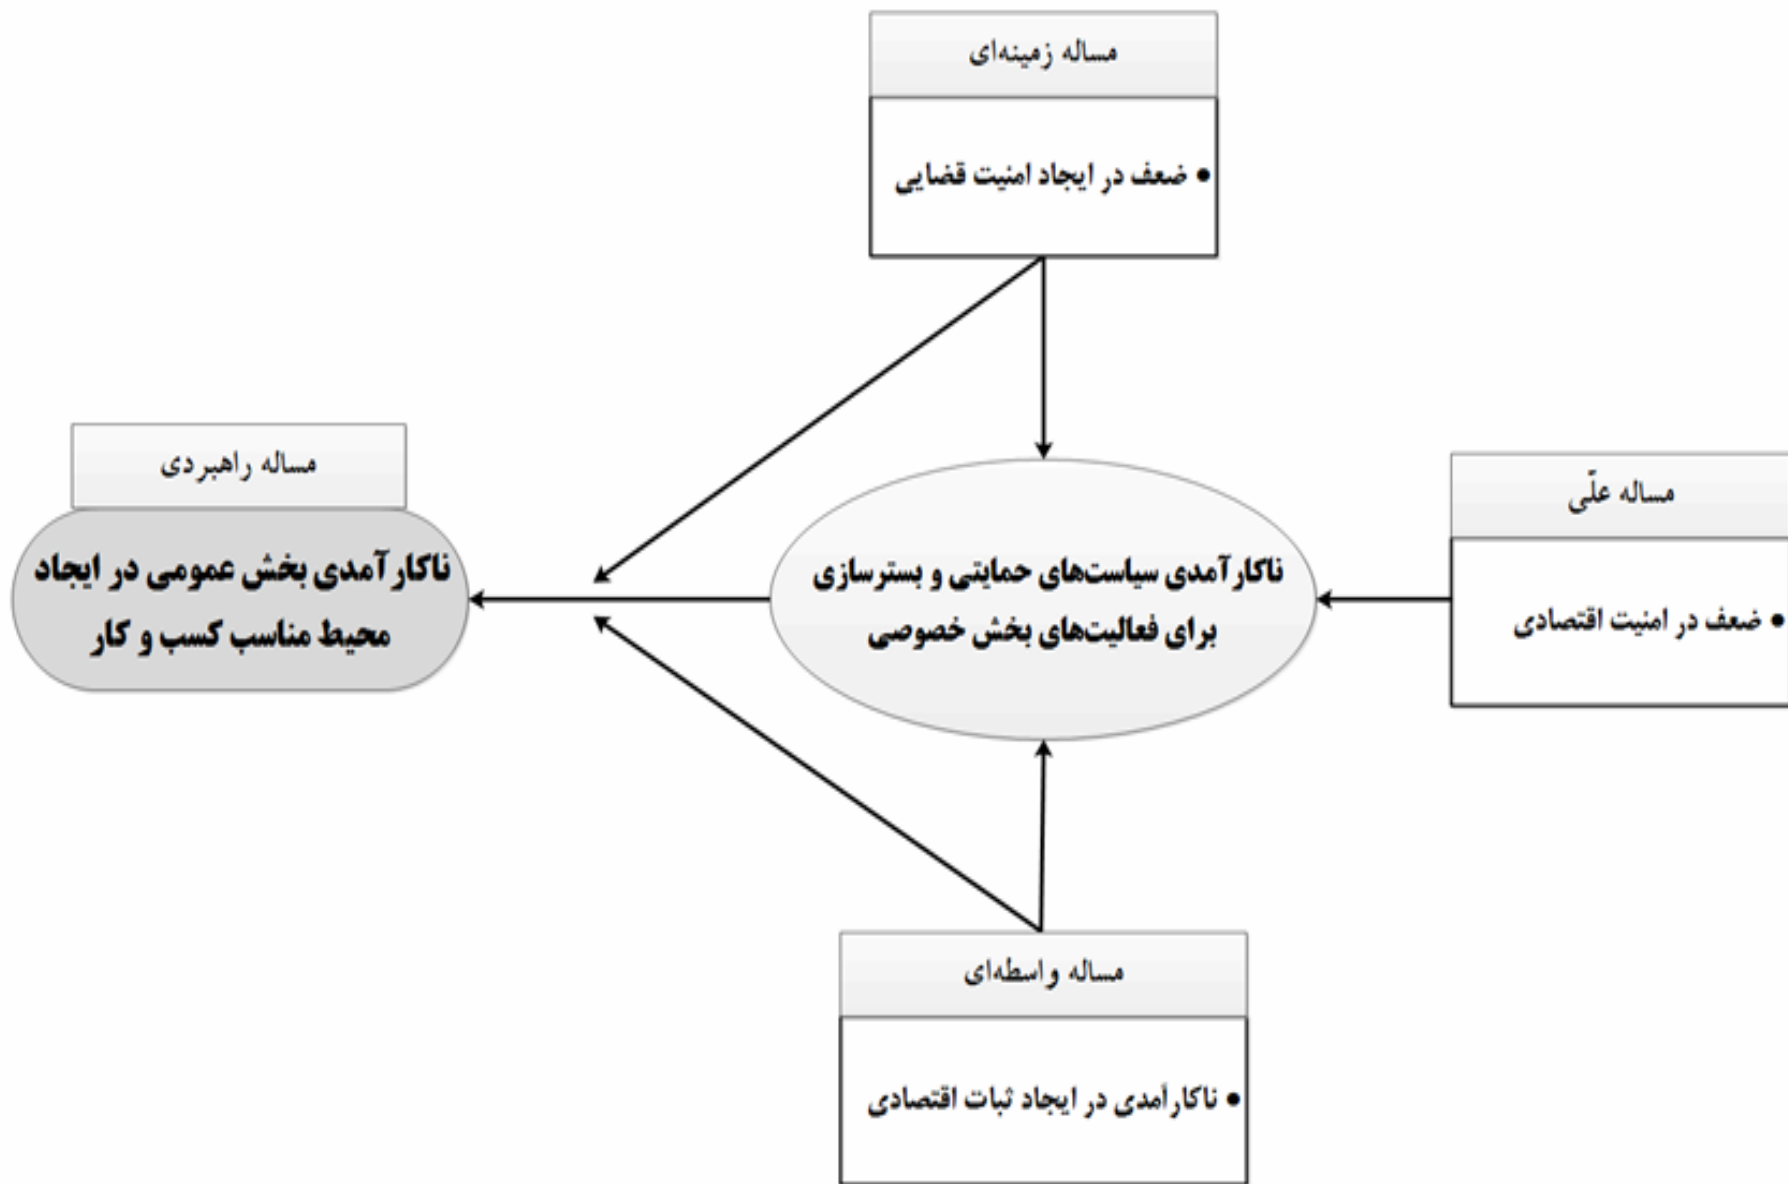 مساله زمینه‌ای
• ضعف در ایجاد امنیت قضایی
مساله علّی
• ضعف در امنیت اقتصادی
ناکارآمدی سیاست‌های حمایتی و بسترسازی
برای فعالیت‌های بخش خصوصی
مساله راهبردی
ناکارآمدی بخش عمومی در ایجاد
محیط مناسب کسب و کار
مساله واسطه‌ای
• ناکارآمدی در ایجاد ثبات اقتصادی